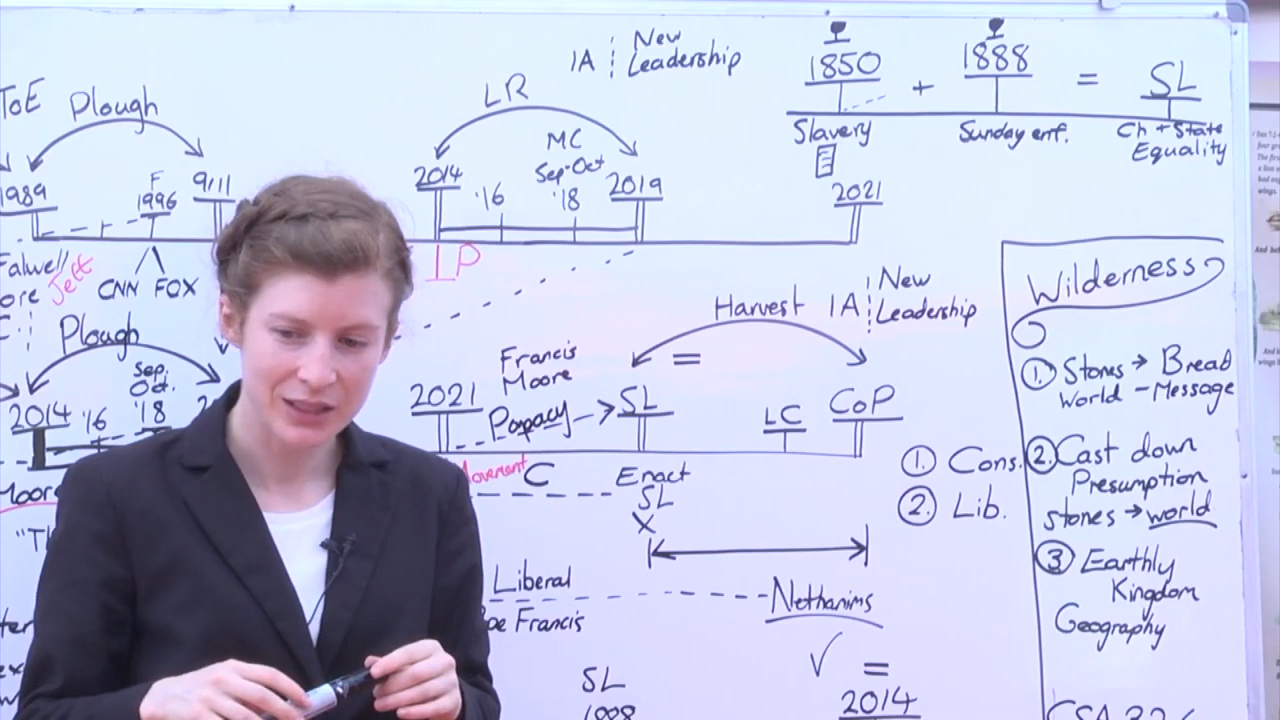 ToE
Plough
1989
F
1996
9/11
Falwell/
ore
Jeff
CNN FOX
LR
2014
'16
MC
Sep-Oct
'18
2019
IP
IA
New
Leadership
1850
+
1888
=
SL
Slavery
Sunday enf.
Ch + State
Equality
2021
Plough
Sep.
Oct.
2014
'16
'18
Moore
2021
Francis
Moore
Papacy
SL
=
Harvest
IA
New
Leadership
LC
CoP
Movement
C
Enact
SL
X
Liberal
pe Francis
Nethanims
✓ =
2014
SL
① Cons.
② Lib.
Wilderness
① Stones → Bread
World - Message
② Cast down
Presumption
stones → world
③ Earthly
Kingdom
Geography